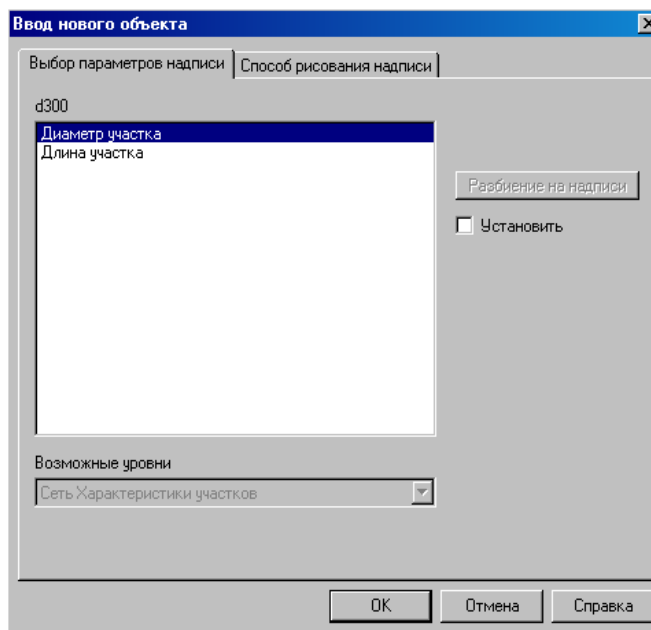 Ввод нового объекта
Выбор параметров надписи
Способ рисования надписи
d300
Диаметр участка
Длина участка
Разбиение на надписи
Установить
Возможные уровни
Сеть Характеристики участков
OK
Отмена
Справка